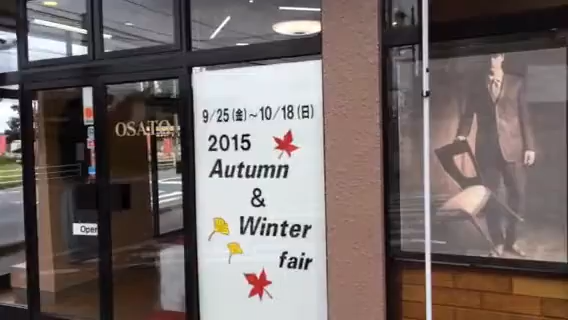 OSATO
Open
9/25(金)～10/18(日)
2015
Autumn
&
Winter
fair